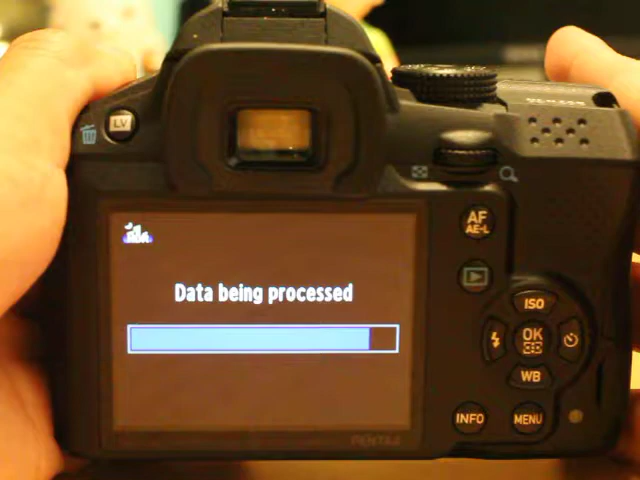 LV
AF
AE-L
Data being processed
ISO
OK
WB
INFO
MENU
PENTAX